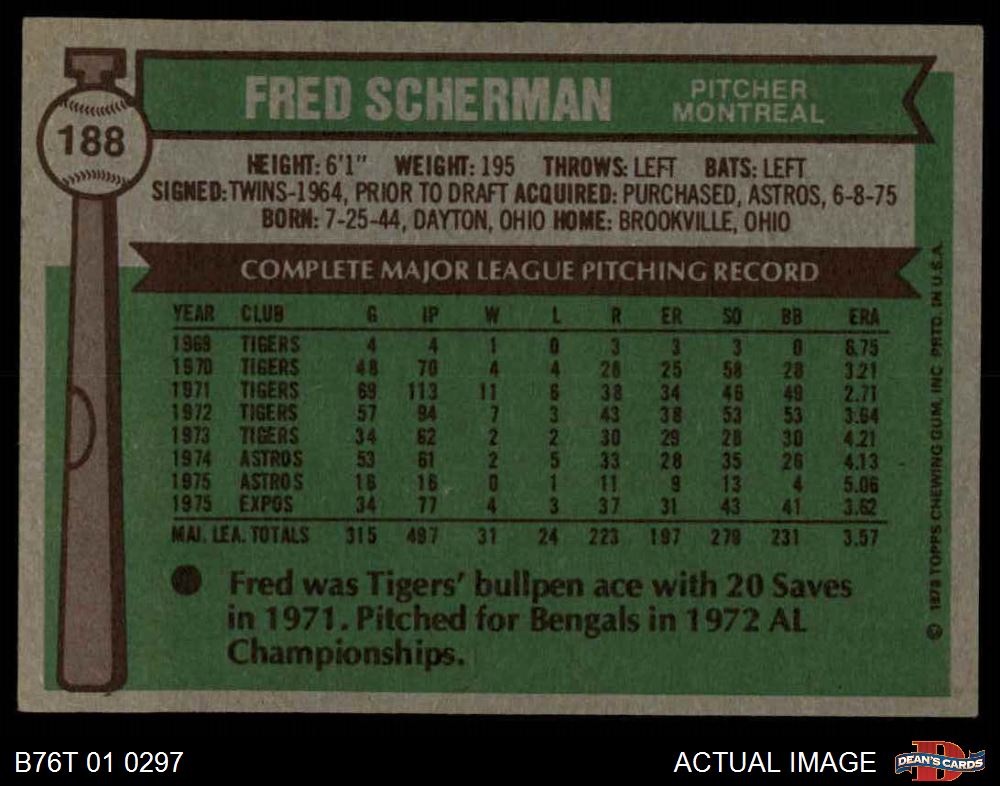 188
FRED SCHERMAN
PITCHER
MONTREAL
HEIGHT: 6'1" WEIGHT: 195 THROWS: LEFT BATS: LEFT
SIGNED: TWINS-1964, PRIOR TO DRAFT ACQUIRED: PURCHASED, ASTROS, 6-8-75
BORN: 7-25-44, DAYTON, OHIO HOME: BROOKVILLE, OHIO
COMPLETE MAJOR LEAGUE PITCHING RECORD
YEAR CLUB G IP W L R ER SO BB ERA
1969 TIGERS 4 4 1 0 3 3 3 0 6.75
1970 TIGERS 48 70 4 4 26 25 58 28 3.21
1971 TIGERS 69 113 11 6 38 34 46 49 2.71
1972 TIGERS 57 94 7 3 43 38 53 53 3.64
1973 TIGERS 34 62 2 2 30 29 28 30 4.21
1974 ASTROS 53 61 2 5 33 28 35 26 4.13
1975 ASTROS 16 16 0 1 11 9 13 4 5.06
1975 EXPOS 34 77 4 3 37 31 43 41 3.62
MAJ. LEA. TOTALS 315 497 31 24 223 197 279 231 3.57
Fred was Tigers' bullpen ace with 20 Saves
in 1971. Pitched for Bengals in 1972 AL
Championships.
© 1976 TOPPS CHEWING GUM, INC PRTD. IN U.S.A.
B76T 01 0297
ACTUAL IMAGE
D
DEAN'S CARDS